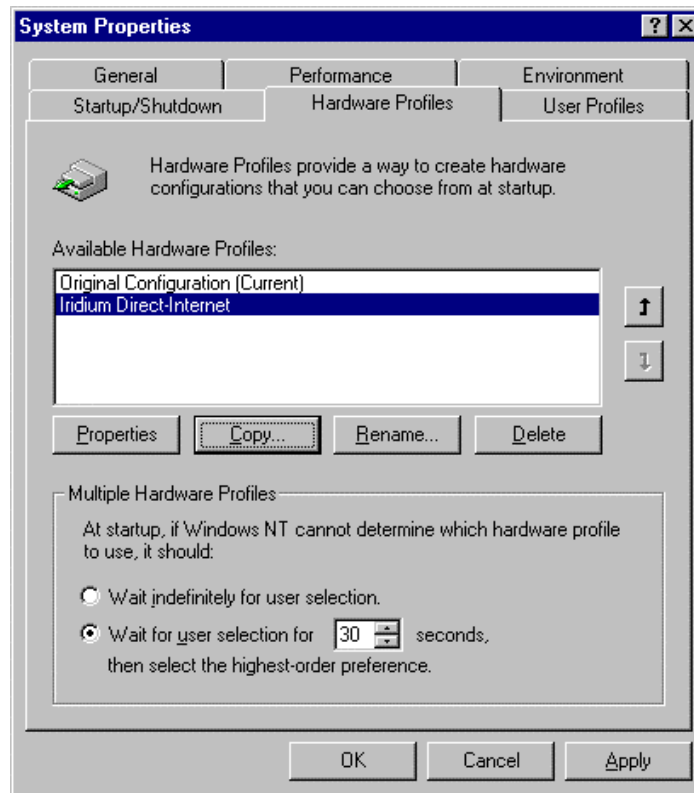 System Properties
General Performance Environment
Startup/Shutdown Hardware Profiles User Profiles
Hardware Profiles provide a way to create hardware
configurations that you can choose from at startup.
Available Hardware Profiles:
Original Configuration (Current)
Iridium Direct-Internet
Properties Copy... Rename... Delete
Multiple Hardware Profiles
At startup, if Windows NT cannot determine which hardware profile
to use, it should:
Wait indefinitely for user selection.
Wait for user selection for 30 seconds,
then select the highest-order preference.
OK Cancel Apply